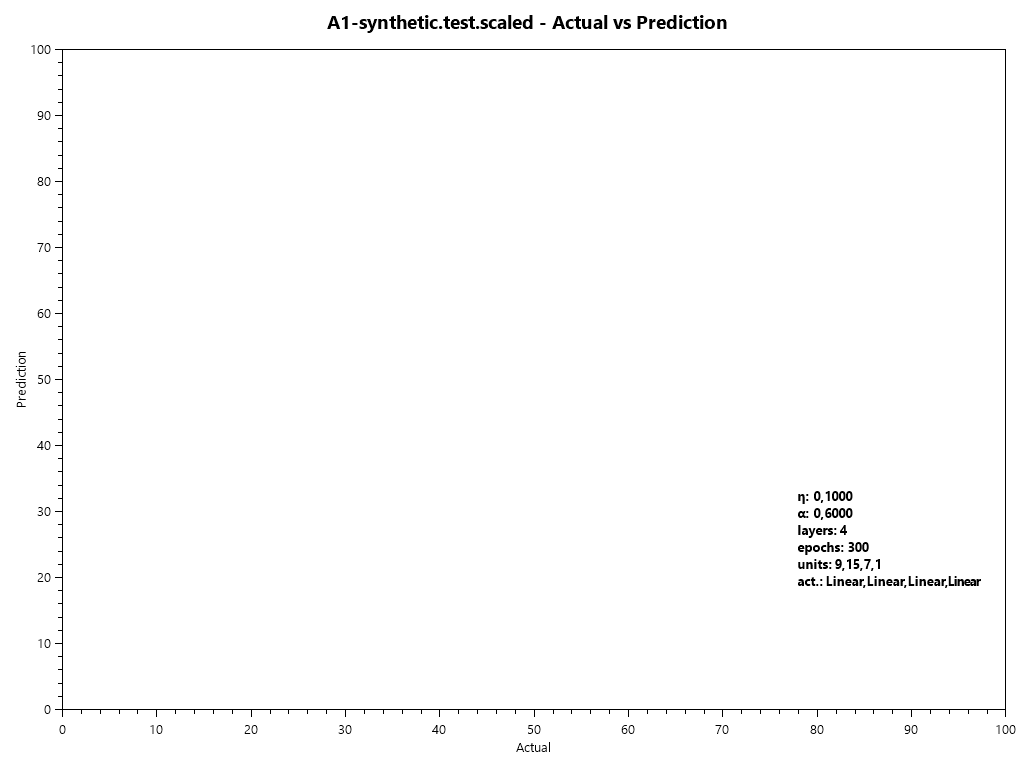 A1-synthetic.test.scaled - Actual vs Prediction
100
90
80
70
60
50
40
30
20
10
0
Prediction
η: 0,1000
α: 0,6000
layers: 4
epochs: 300
units: 9,15,7,1
act.: Linear,Linear,Linear,Linear
0 10 20 30 40 50 60 70 80 90 100
Actual